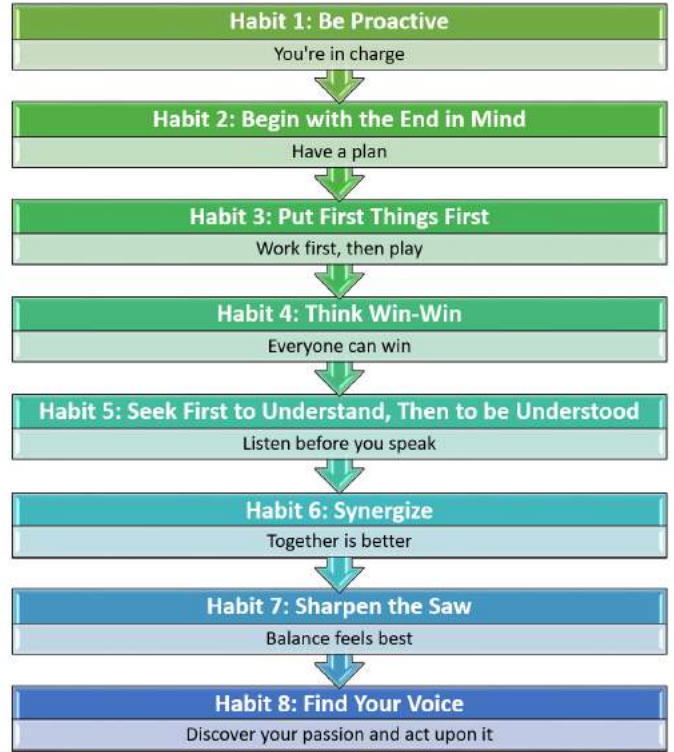 Habit 1: Be Proactive
You're in charge
Habit 2: Begin with the End in Mind
Have a plan
Habit 3: Put First Things First
Work first, then play
Habit 4: Think Win-Win
Everyone can win
Habit 5: Seek First to Understand, Then to be Understood
Listen before you speak
Habit 6: Synergize
Together is better
Habit 7: Sharpen the Saw
Balance feels best
Habit 8: Find Your Voice
Discover your passion and act upon it